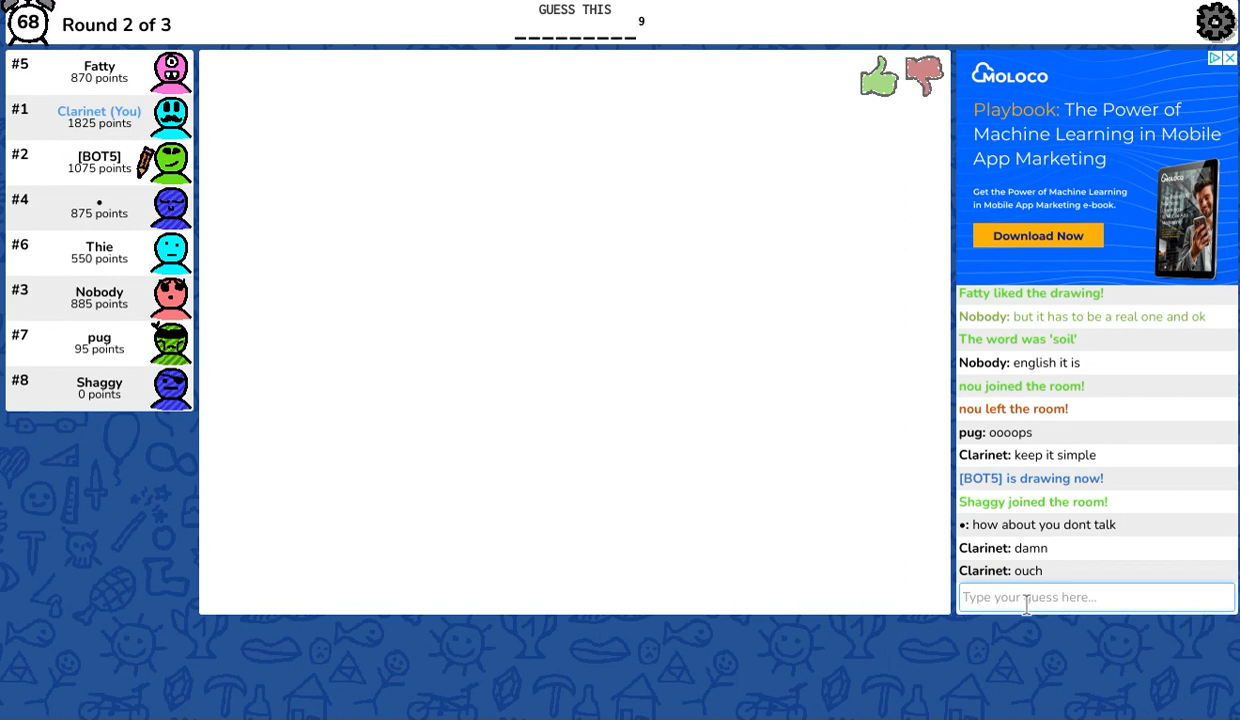 68
Round 2 of 3
GUESS THIS
_________ 9
#5
Fatty
870 points
#1
Clarinet (You)
1825 points
#2
[BOT5]
1075 points
#4
•
875 points
#6
Thie
550 points
#3
Nobody
885 points
#7
pug
95 points
#8
Shaggy
0 points
MOLOCO
Playbook: The Power of
Machine Learning in Mobile
App Marketing
Get the Power of Machine Learning
in Mobile App Marketing e-book.
Download Now
Fatty liked the drawing!
Nobody: but it has to be a real one and ok
The word was 'soil'
Nobody: english it is
nou joined the room!
nou left the room!
pug: oooops
Clarinet: keep it simple
[BOT5] is drawing now!
Shaggy joined the room!
•: how about you dont talk
Clarinet: damn
Clarinet: ouch
Type your guess here...